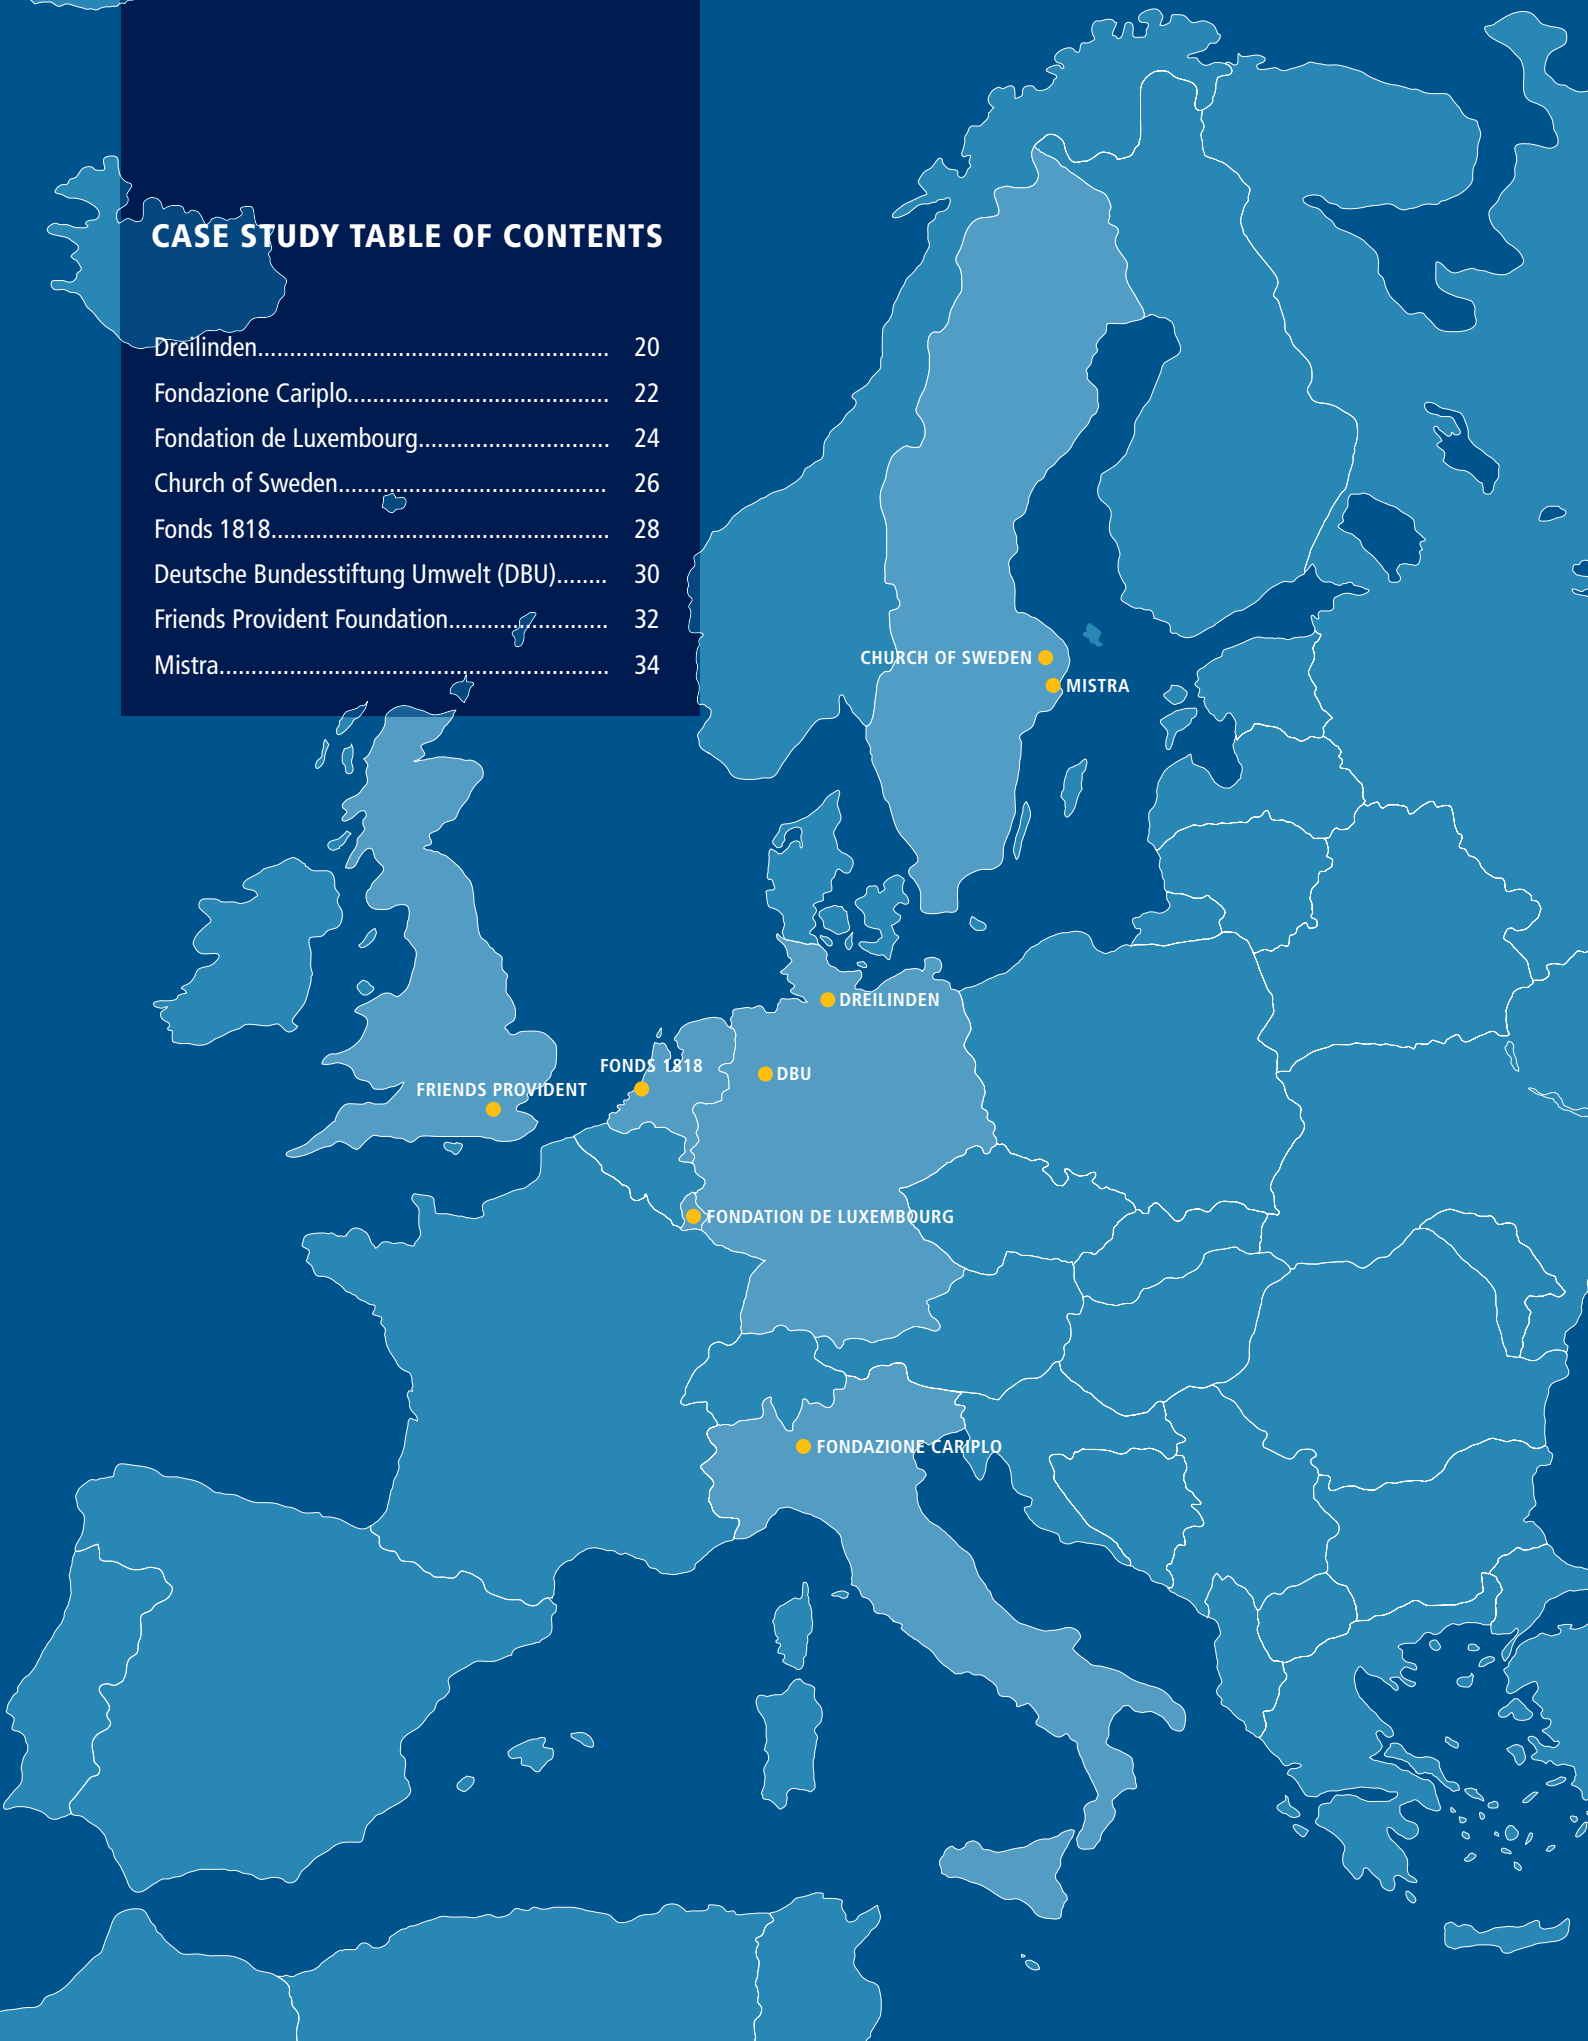 CASE STUDY TABLE OF CONTENTS
Dreilinden....................................................... 20
Fondazione Cariplo......................................... 22
Fondation de Luxembourg.............................. 24
Church of Sweden.......................................... 26
Fonds 1818..................................................... 28
Deutsche Bundesstiftung Umwelt (DBU)........ 30
Friends Provident Foundation......................... 32
Mistra............................................................. 34
CHURCH OF SWEDEN
MISTRA
DREILINDEN
FONDS 1818
DBU
FRIENDS PROVIDENT
FONDATION DE LUXEMBOURG
FONDAZIONE CARIPLO